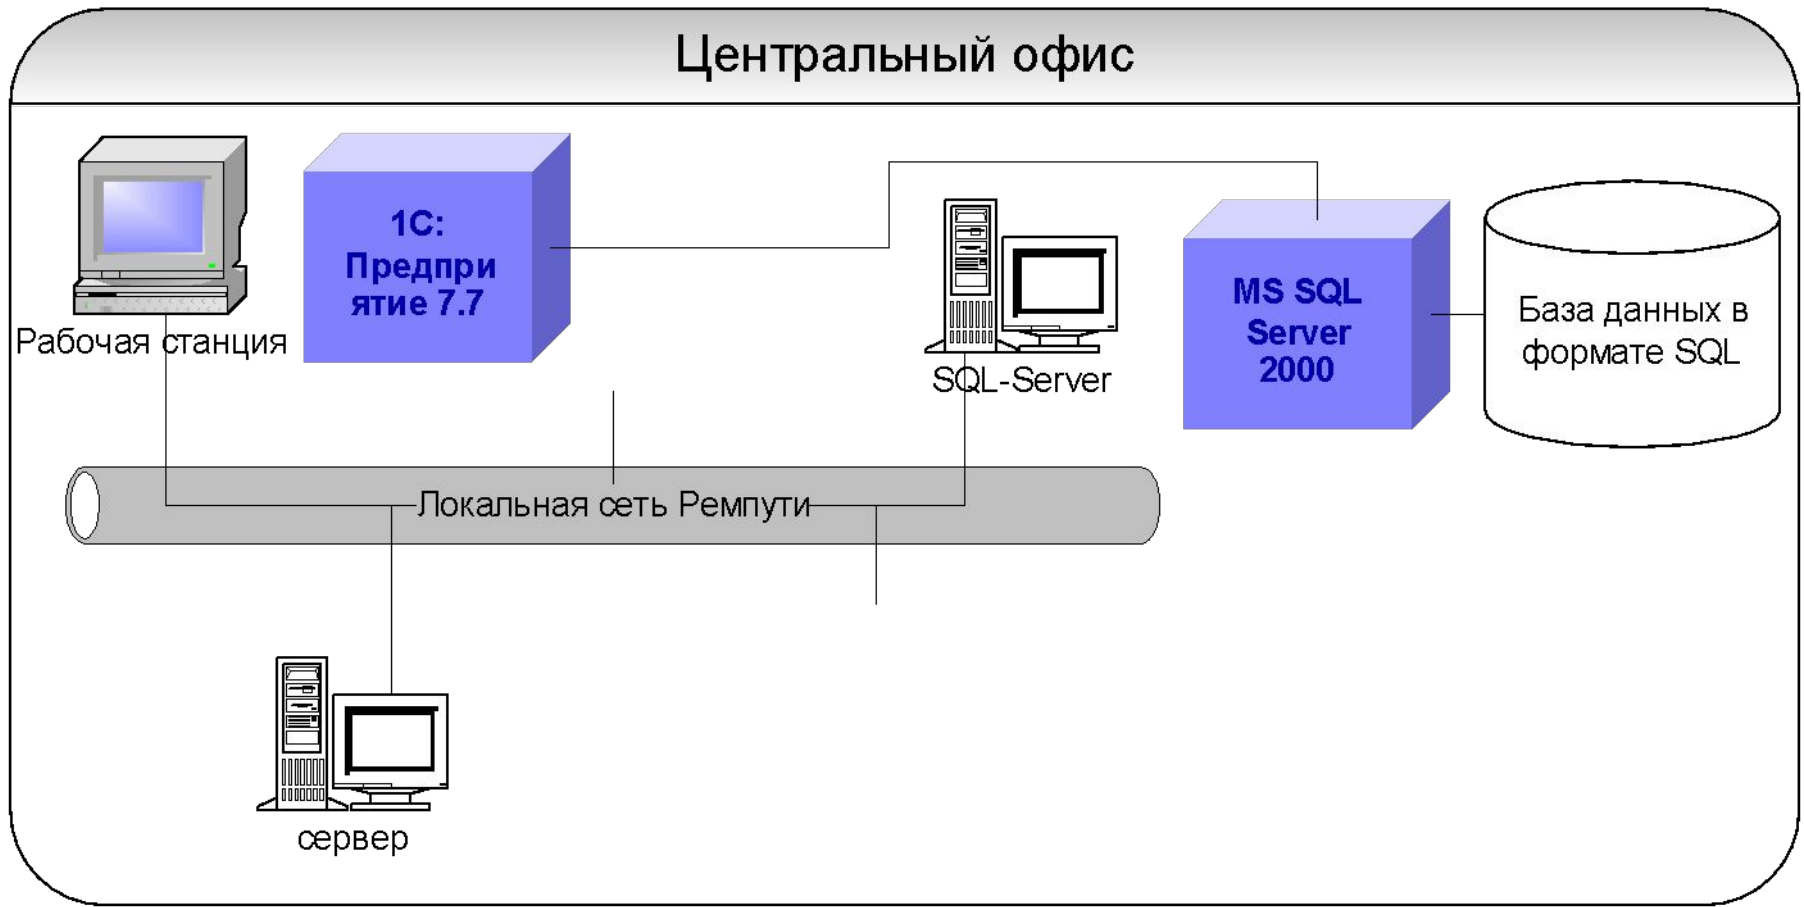 Центральный офис
1С:
Предпри
ятие 7.7
Рабочая станция
SQL-Server
MS SQL
Server
2000
База данных в
формате SQL
Локальная сеть Ремпути
сервер